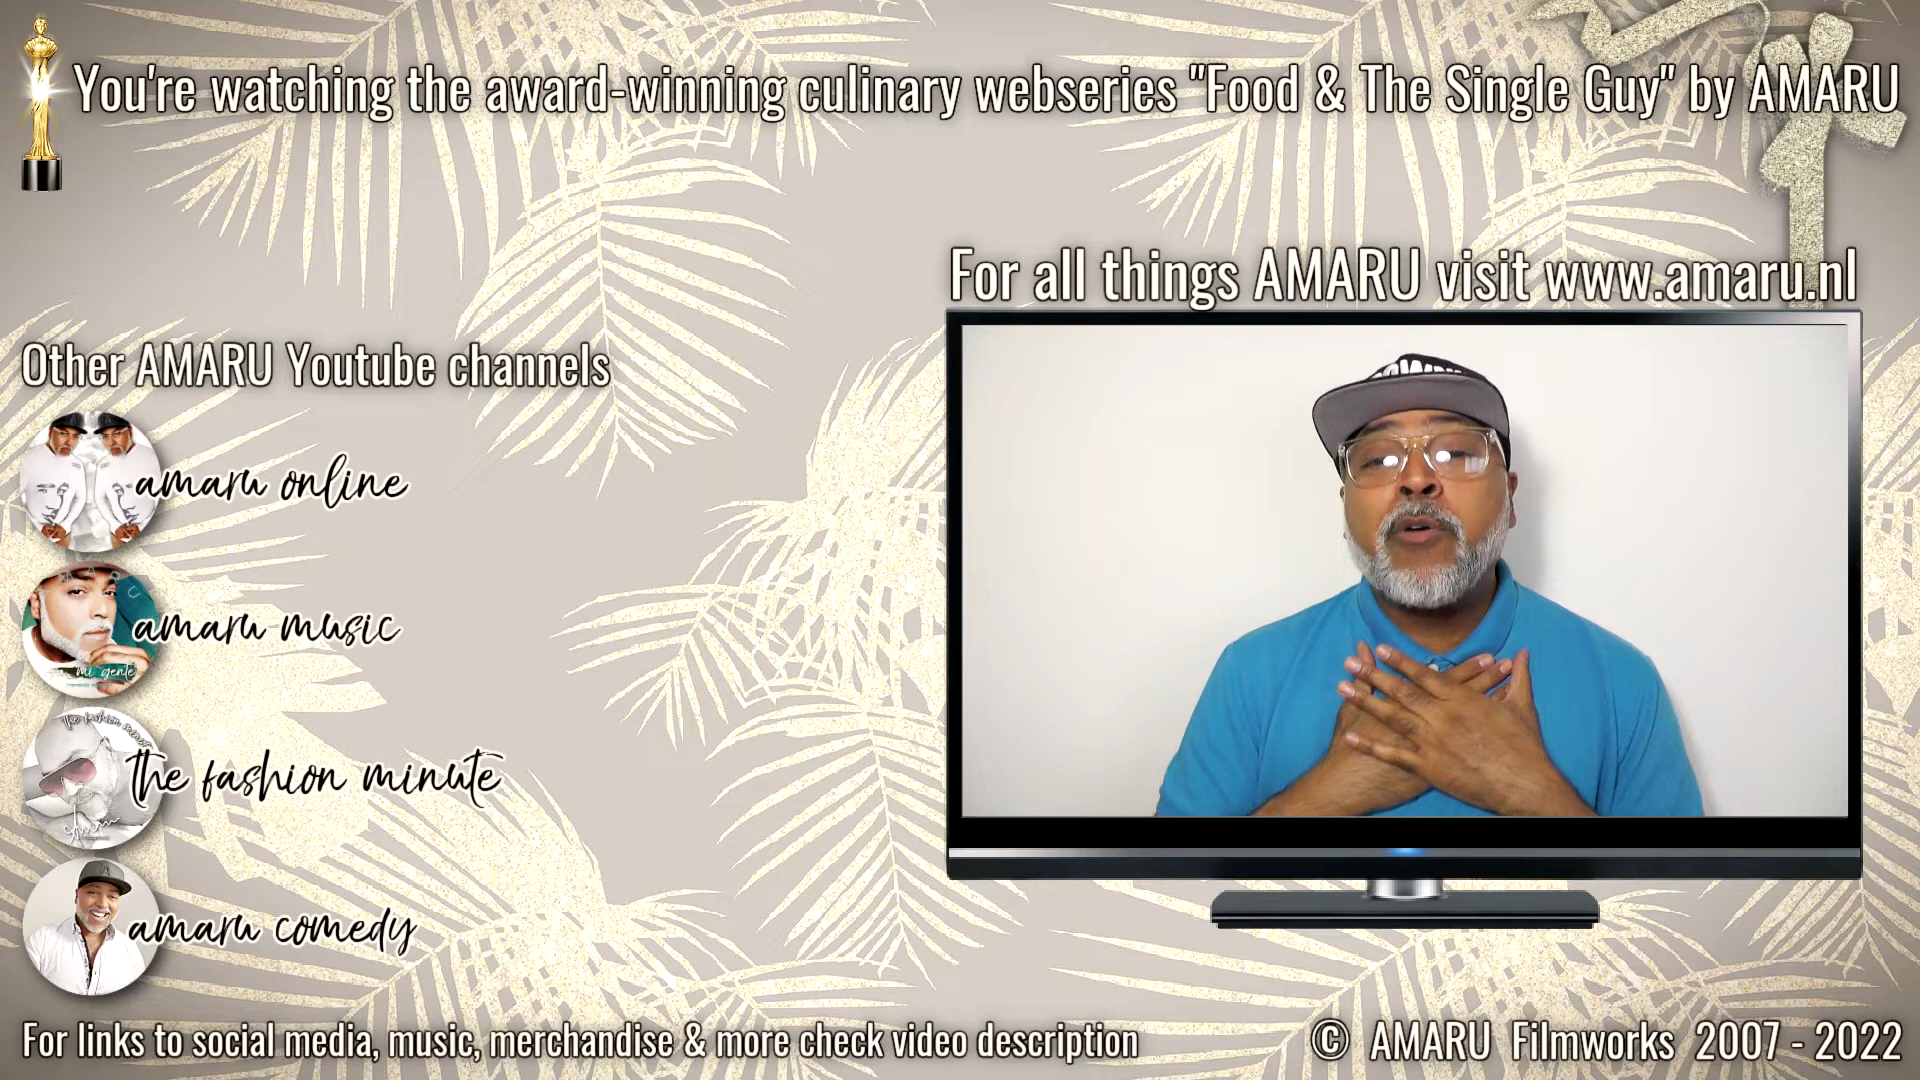 You're watching the award-winning culinary webseries "Food & The Single Guy" by AMARU
For all things AMARU visit www.amaru.nl
Other AMARU Youtube channels
amaru online
amaru music
mi gente
the fashion minute
amaru comedy
For links to social media, music, merchandise & more check video description
© AMARU Filmworks 2007 - 2022